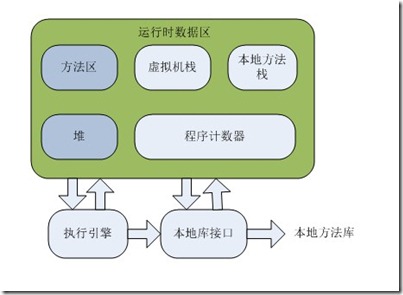 运行时数据区
方法区
虚拟机栈
本地方法
栈
堆
程序计数器
执行引擎
本地库接口
本地方法库